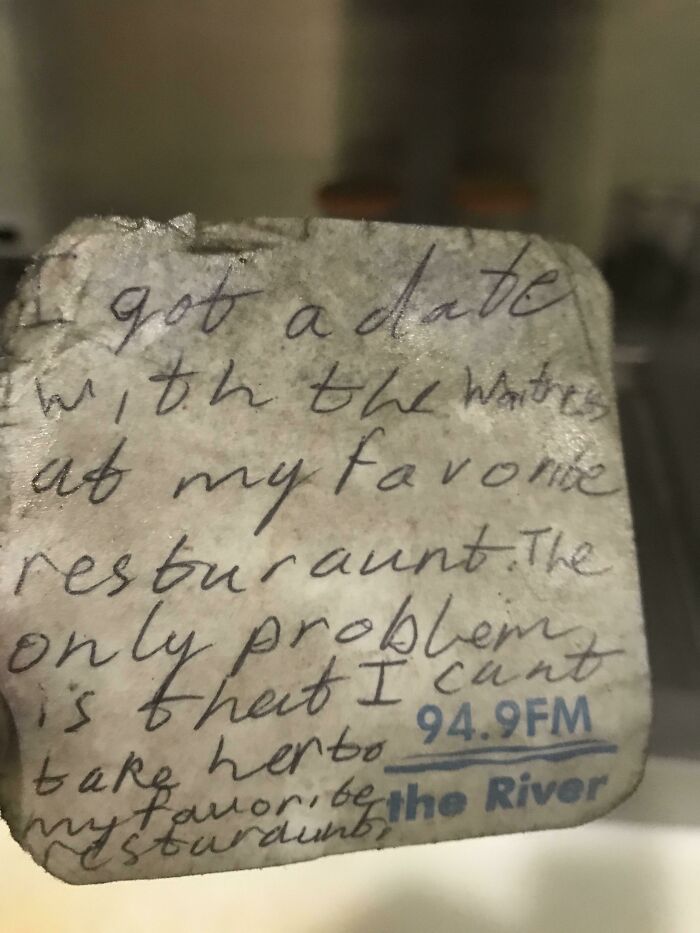 I got a date
with the Waitress
at my favorite
resturaunt. The
only problem
is that I cant
take her to
my favorite
resturaunt.
94.9FM
the River